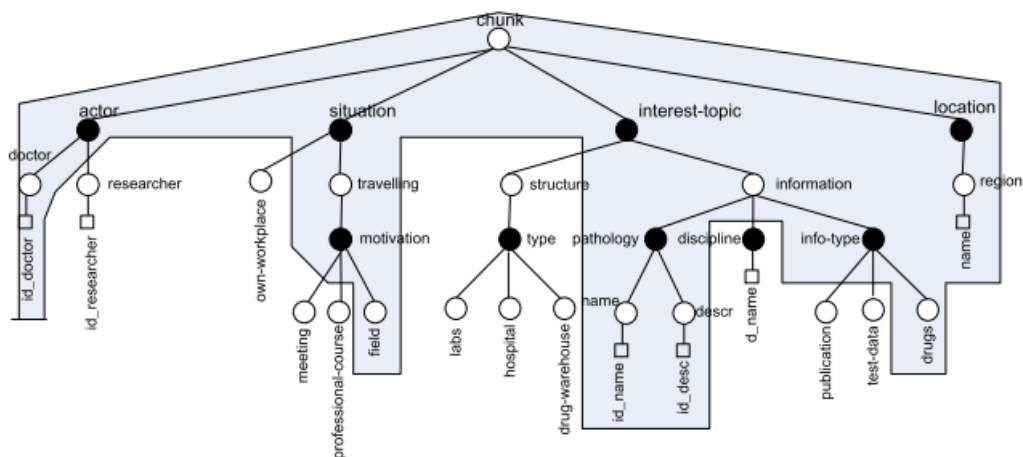 chunk
actor
situation
interest-topic
location
doctor
researcher
travelling
structure
information
region
id_doctor
id_researcher
own-workplace
motivation
type
pathology
discipline
info-type
name
meeting
professional-course
field
labs
hospital
drug-warehouse
name
descr
d_name
id_name
id_desc
publication
test-data
drugs